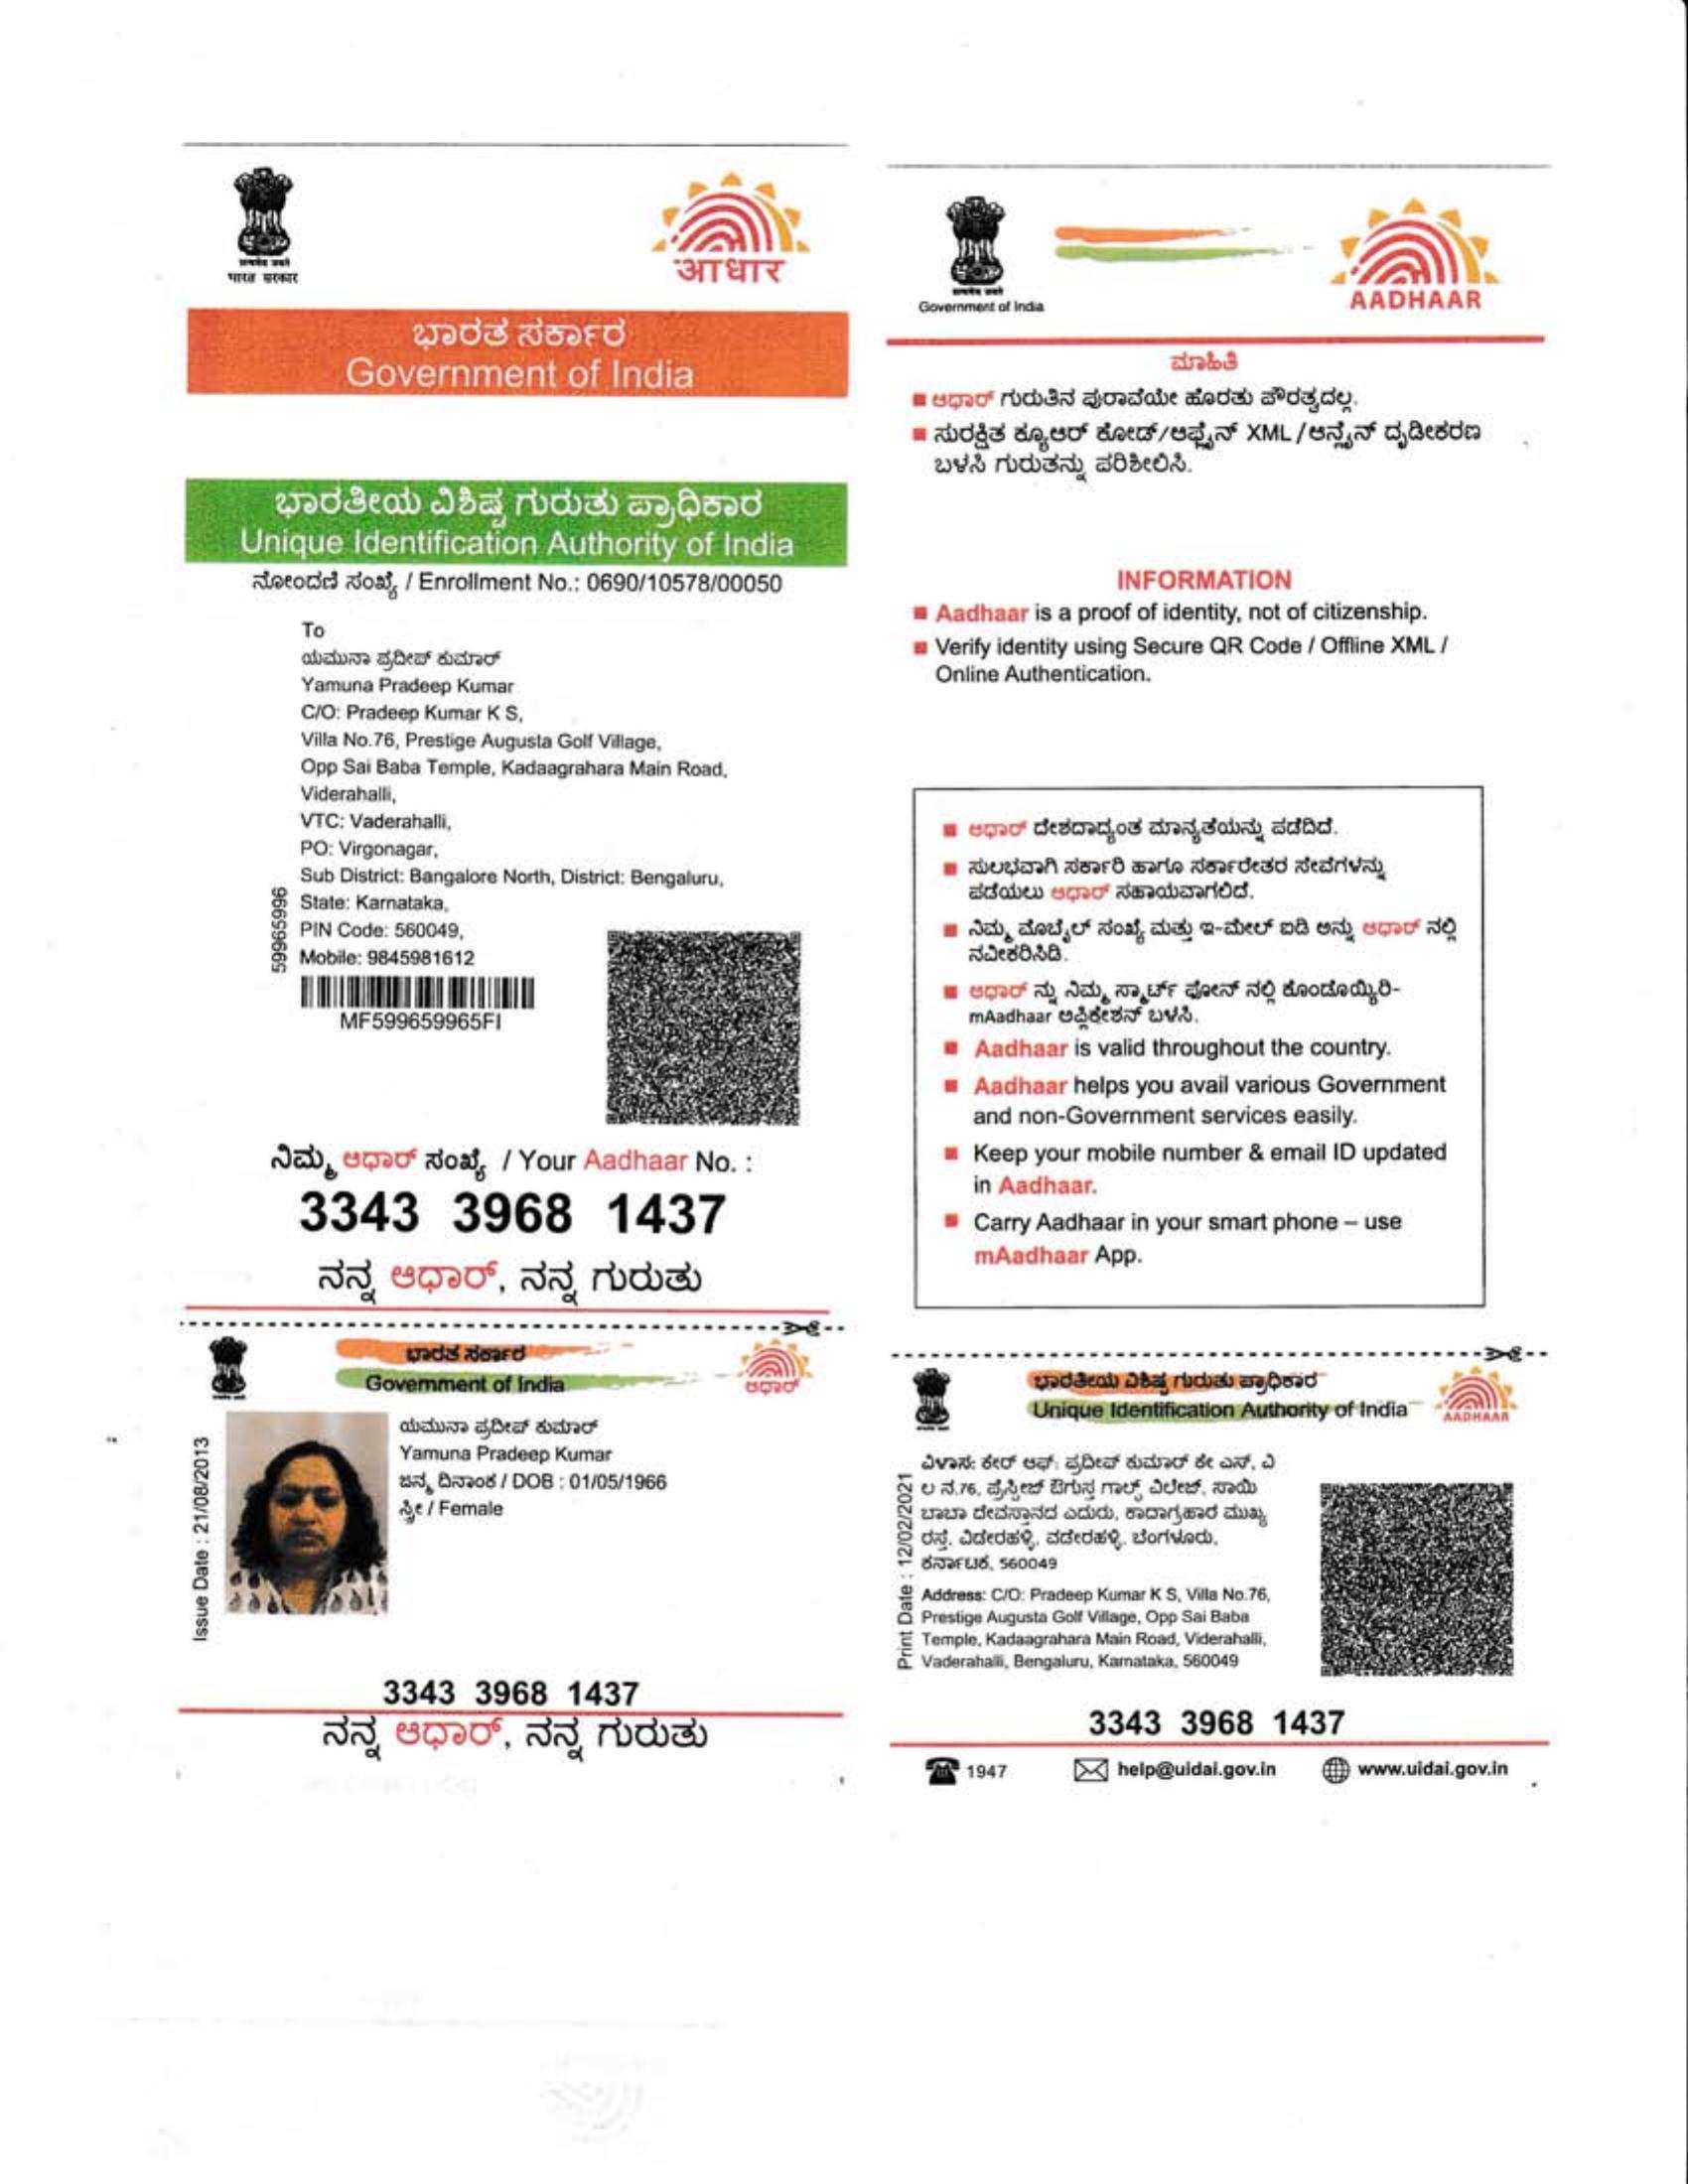 सत्यमेव जयते
भारत सरकार
आधार
ಭಾರತ ಸರ್ಕಾರ
Government of India
ಭಾರತೀಯ ವಿಶಿಷ್ಟ ಗುರುತು ಪ್ರಾಧಿಕಾರ
Unique Identification Authority of India
ನೋಂದಣಿ ಸಂಖ್ಯೆ / Enrollment No.: 0690/10578/00050
To
ಯಮುನಾ ಪ್ರದೀಪ್ ಕುಮಾರ್
Yamuna Pradeep Kumar
C/O: Pradeep Kumar K S,
Villa No.76, Prestige Augusta Golf Village,
Opp Sai Baba Temple, Kadaagrahara Main Road,
Viderahalli,
VTC: Vaderahalli,
PO: Virgonagar,
Sub District: Bangalore North, District: Bengaluru,
State: Karnataka,
PIN Code: 560049,
Mobile: 9845981612
59965996
MF599659965FI
ನಿಮ್ಮ ಆಧಾರ್ ಸಂಖ್ಯೆ / Your Aadhaar No. :
3343 3968 1437
ನನ್ನ ಆಧಾರ್, ನನ್ನ ಗುರುತು
ಭಾರತ ಸರ್ಕಾರ
Government of India
ಆಧಾರ್
Issue Date : 21/08/2013
ಯಮುನಾ ಪ್ರದೀಪ್ ಕುಮಾರ್
Yamuna Pradeep Kumar
ಜನ್ಮ ದಿನಾಂಕ / DOB : 01/05/1966
ಸ್ತ್ರೀ / Female
3343 3968 1437
ನನ್ನ ಆಧಾರ್, ನನ್ನ ಗುರುತು
सत्यमेव जयते
Government of India
AADHAAR
ಮಾಹಿತಿ
ಆಧಾರ್ ಗುರುತಿನ ಪುರಾವೆಯೇ ಹೊರತು ಪೌರತ್ವದಲ್ಲ.
ಸುರಕ್ಷಿತ ಕ್ಯೂಆರ್ ಕೋಡ್/ಆಫ್ಲೈನ್ XML /ಆನ್ಲೈನ್ ದೃಡೀಕರಣ
ಬಳಸಿ ಗುರುತನ್ನು ಪರಿಶೀಲಿಸಿ.
INFORMATION
Aadhaar is a proof of identity, not of citizenship.
Verify identity using Secure QR Code / Offline XML /
Online Authentication.
ಆಧಾರ್ ದೇಶದಾದ್ಯಂತ ಮಾನ್ಯತೆಯನ್ನು ಪಡೆದಿದೆ.
ಸುಲಭವಾಗಿ ಸರ್ಕಾರಿ ಹಾಗೂ ಸರ್ಕಾರೇತರ ಸೇವೆಗಳನ್ನು
ಪಡೆಯಲು ಆಧಾರ್ ಸಹಾಯವಾಗಲಿದೆ.
ನಿಮ್ಮ ಮೊಬೈಲ್ ಸಂಖ್ಯೆ ಮತ್ತು ಇ-ಮೇಲ್ ಐಡಿ ಅನ್ನು ಆಧಾರ್ ನಲ್ಲಿ
ನವೀಕರಿಸಿಡಿ.
ಆಧಾರ್ ನ್ನು ನಿಮ್ಮ ಸ್ಮಾರ್ಟ್ ಫೋನ್ ನಲ್ಲಿ ಕೊಂಡೊಯ್ಯಿರಿ-
mAadhaar ಅಪ್ಲಿಕೇಶನ್ ಬಳಸಿ.
Aadhaar is valid throughout the country.
Aadhaar helps you avail various Government
and non-Government services easily.
Keep your mobile number & email ID updated
in Aadhaar.
Carry Aadhaar in your smart phone – use
mAadhaar App.
ಭಾರತೀಯ ವಿಶಿಷ್ಟ ಗುರುತು ಪ್ರಾಧಿಕಾರ
Unique Identification Authority of India
AADHAAR
Print Date : 12/02/2021
ವಿಳಾಸ: ಕೇರ್ ಆಫ್: ಪ್ರದೀಪ್ ಕುಮಾರ್ ಕೇ ಎಸ್, ವಿ
ಲ ನ.76, ಪ್ರೆಸ್ಟೀಜ್ ಔಗುಸ್ತ ಗಾಲ್ಫ್ ವಿಲೇಜ್, ಸಾಯಿ
ಬಾಬಾ ದೇವಸ್ತಾನದ ಎದುರು, ಕಾದಾಗ್ರಹಾರ ಮುಖ್ಯ
ರಸ್ತೆ, ವಿಡೇರಹಳ್ಳಿ, ವಡೇರಹಳ್ಳಿ, ಬೆಂಗಳೂರು,
ಕರ್ನಾಟಕ, 560049
Address: C/O: Pradeep Kumar K S, Villa No.76,
Prestige Augusta Golf Village, Opp Sai Baba
Temple, Kadaagrahara Main Road, Viderahalli,
Vaderahalli, Bengaluru, Karnataka, 560049
3343 3968 1437
1947
help@uidai.gov.in
www.uidai.gov.in